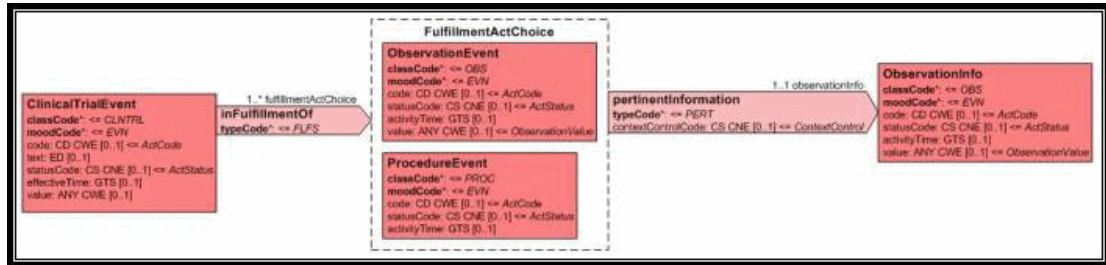 ClinicalTrialEvent
classCode*: <= CLNTRL
moodCode*: <= EVN
code: CD CWE [0..1] <= ActCode
text: ED [0..1]
statusCode: CS CNE [0..1] <= ActStatus
effectiveTime: GTS [0..1]
value: ANY CWE [0..1]
1..* fulfillmentActChoice
inFulfillmentOf
typeCode*: <= FLFS
FulfillmentActChoice
ObservationEvent
classCode*: <= OBS
moodCode*: <= EVN
code: CD CWE [0..1] <= ActCode
statusCode: CS CNE [0..1] <= ActStatus
activityTime: GTS [0..1]
value: ANY CWE [0..1] <= ObservationValue
ProcedureEvent
classCode*: <= PROC
moodCode*: <= EVN
code: CD CWE [0..1] <= ActCode
statusCode: CS CNE [0..1] <= ActStatus
activityTime: GTS [0..1]
1..1 observationInfo
pertinentInformation
typeCode*: <= PERT
contextControlCode: CS CNE [0..1] <= ContextControl
ObservationInfo
classCode*: <= OBS
moodCode*: <= EVN
code: CD CWE [0..1] <= ActCode
statusCode: CS CNE [0..1] <= ActStatus
activityTime: GTS [0..1]
value: ANY CWE [0..1] <= ObservationValue